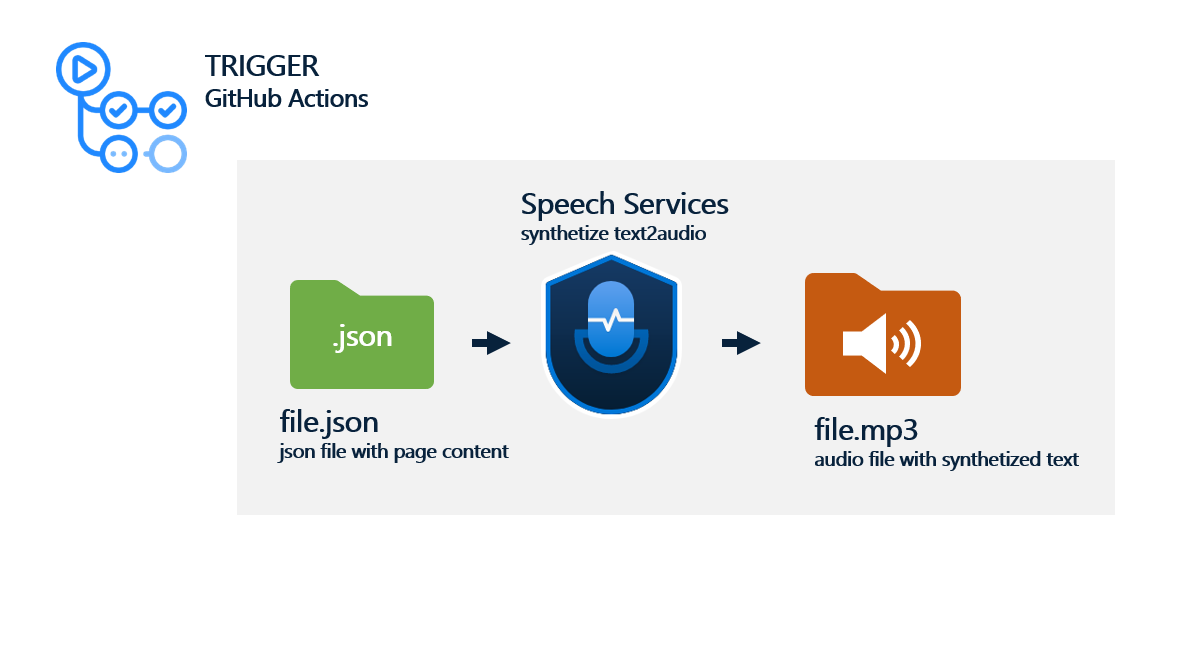 TRIGGER
GitHub Actions
Speech Services
synthetize text2audio
.json
file.json
json file with page content
file.mp3
audio file with synthetized text